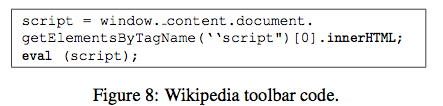 script = window._content.document.
getElementsByTagName(‘‘script")[0].innerHTML;
eval (script);
Figure 8: Wikipedia toolbar code.